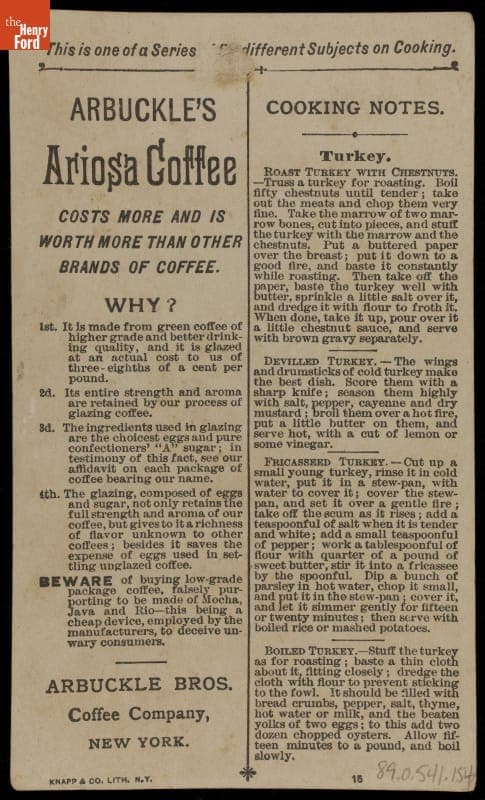 the
Henry
Ford
This is one of a Series different Subjects on Cooking.
ARBUCKLE'S
Ariosa Coffee
COSTS MORE AND IS
WORTH MORE THAN OTHER
BRANDS OF COFFEE.
WHY?
1st. It is made from green coffee of
higher grade and better drink-
ing quality, and it is glazed
at an actual cost to us of
three-eighths of a cent per
pound.
2d. Its entire strength and aroma
are retained by our process of
glazing coffee.
3d. The ingredients used in glazing
are the choicest eggs and pure
confectioners' "A" sugar; in
testimony of this fact, see our
affidavit on each package of
coffee bearing our name.
4th. The glazing, composed of eggs
and sugar, not only retains the
full strength and aroma of our
coffee, but gives to it a richness
of flavor unknown to other
coffees; besides it saves the
expense of eggs used in set-
tling unglazed coffee.
BEWARE of buying low-grade
package coffee, falsely pur-
porting to be made of Mocha,
Java and Rio—this being a
cheap device, employed by the
manufacturers, to deceive un-
wary consumers.
ARBUCKLE BROS.
Coffee Company,
NEW YORK.
KNAPP & CO. LITH. N.Y.
COOKING NOTES.
Turkey.
ROAST TURKEY WITH CHESTNUTS.
—Truss a turkey for roasting. Boil
fifty chestnuts until tender; take
out the meats and chop them very
fine. Take the marrow of two mar-
row bones, cut into pieces, and stuff
the turkey with the marrow and the
chestnuts. Put a buttered paper
over the breast; put it down to a
good fire, and baste it constantly
while roasting. Then take off the
paper, baste the turkey well with
butter, sprinkle a little salt over it,
and dredge it with flour to froth it.
When done, take it up, pour over it
a little chestnut sauce, and serve
with brown gravy separately.
DEVILLED TURKEY.—The wings
and drumsticks of cold turkey make
the best dish. Score them with a
sharp knife; season them highly
with salt, pepper, cayenne and dry
mustard; broil them over a hot fire,
put a little butter on them, and
serve hot, with a cut of lemon or
some vinegar.
FRICASSEED TURKEY.—Cut up a
small young turkey, rinse it in cold
water, put it in a stew-pan, with
water to cover it; cover the stew-
pan, and set it over a gentle fire;
take off the scum as it rises; add a
teaspoonful of salt when it is tender
and white; add a small teaspoonful
of pepper; work a tablespoonful of
flour with quarter of a pound of
sweet butter, stir it into a fricassee
by the spoonful. Dip a bunch of
parsley in hot water, chop it small,
and put it in the stew-pan; cover it,
and let it simmer gently for fifteen
or twenty minutes; then serve with
boiled rice or mashed potatoes.
BOILED TURKEY.—Stuff the turkey
as for roasting; baste a thin cloth
about it, fitting closely; dredge the
cloth with flour to prevent sticking
to the fowl. It should be filled with
bread crumbs, pepper, salt, thyme,
hot water or milk, and the beaten
yolks of two eggs; to this add two
dozen chopped oysters. Allow fif-
teen minutes to a pound, and boil
slowly.
15
89.0.541.154